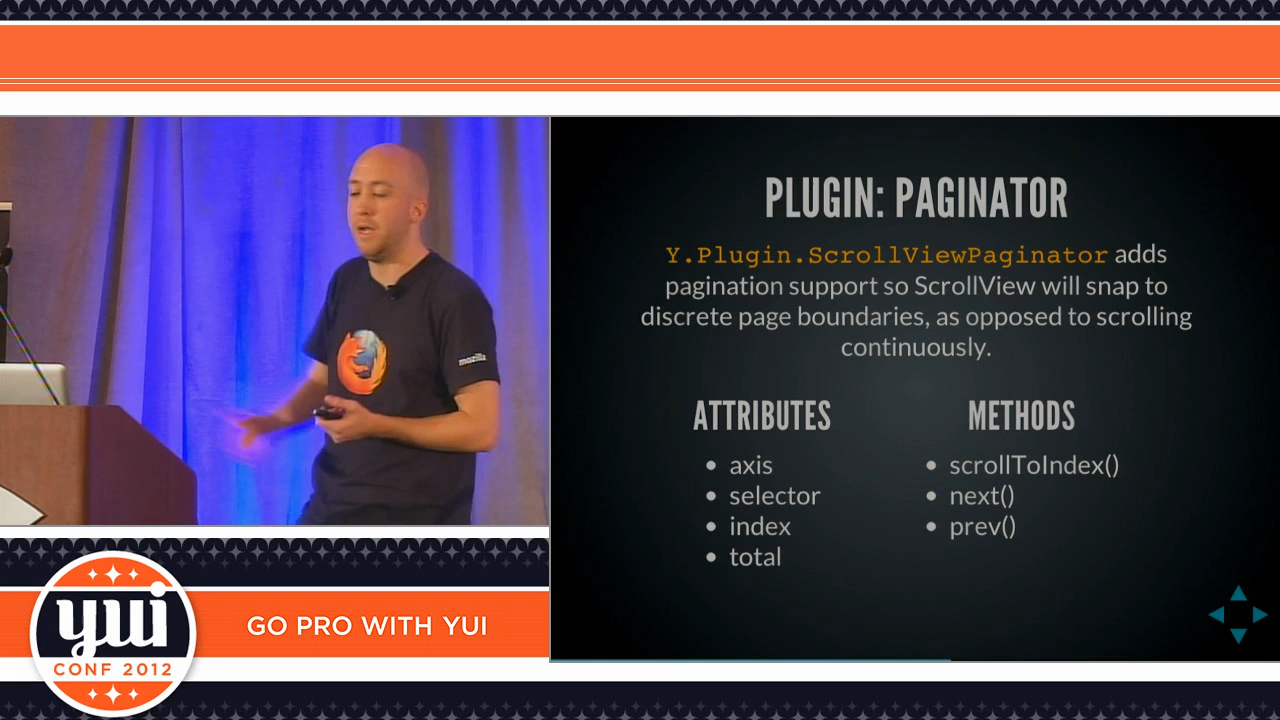 PLUGIN: PAGINATOR
Y.Plugin.ScrollViewPaginator adds
pagination support so ScrollView will snap to
discrete page boundaries, as opposed to scrolling
continuously.
ATTRIBUTES
• axis
• selector
• index
• total
METHODS
• scrollToIndex()
• next()
• prev()
mozilla
yui
CONF 2012
GO PRO WITH YUI